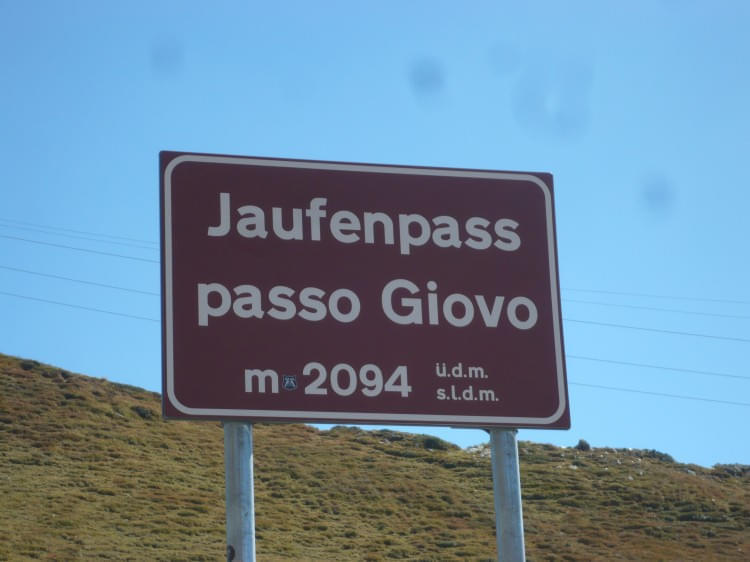 Jaufenpass
passo Giovo
m 2094 ü.d.m.
s.l.d.m.